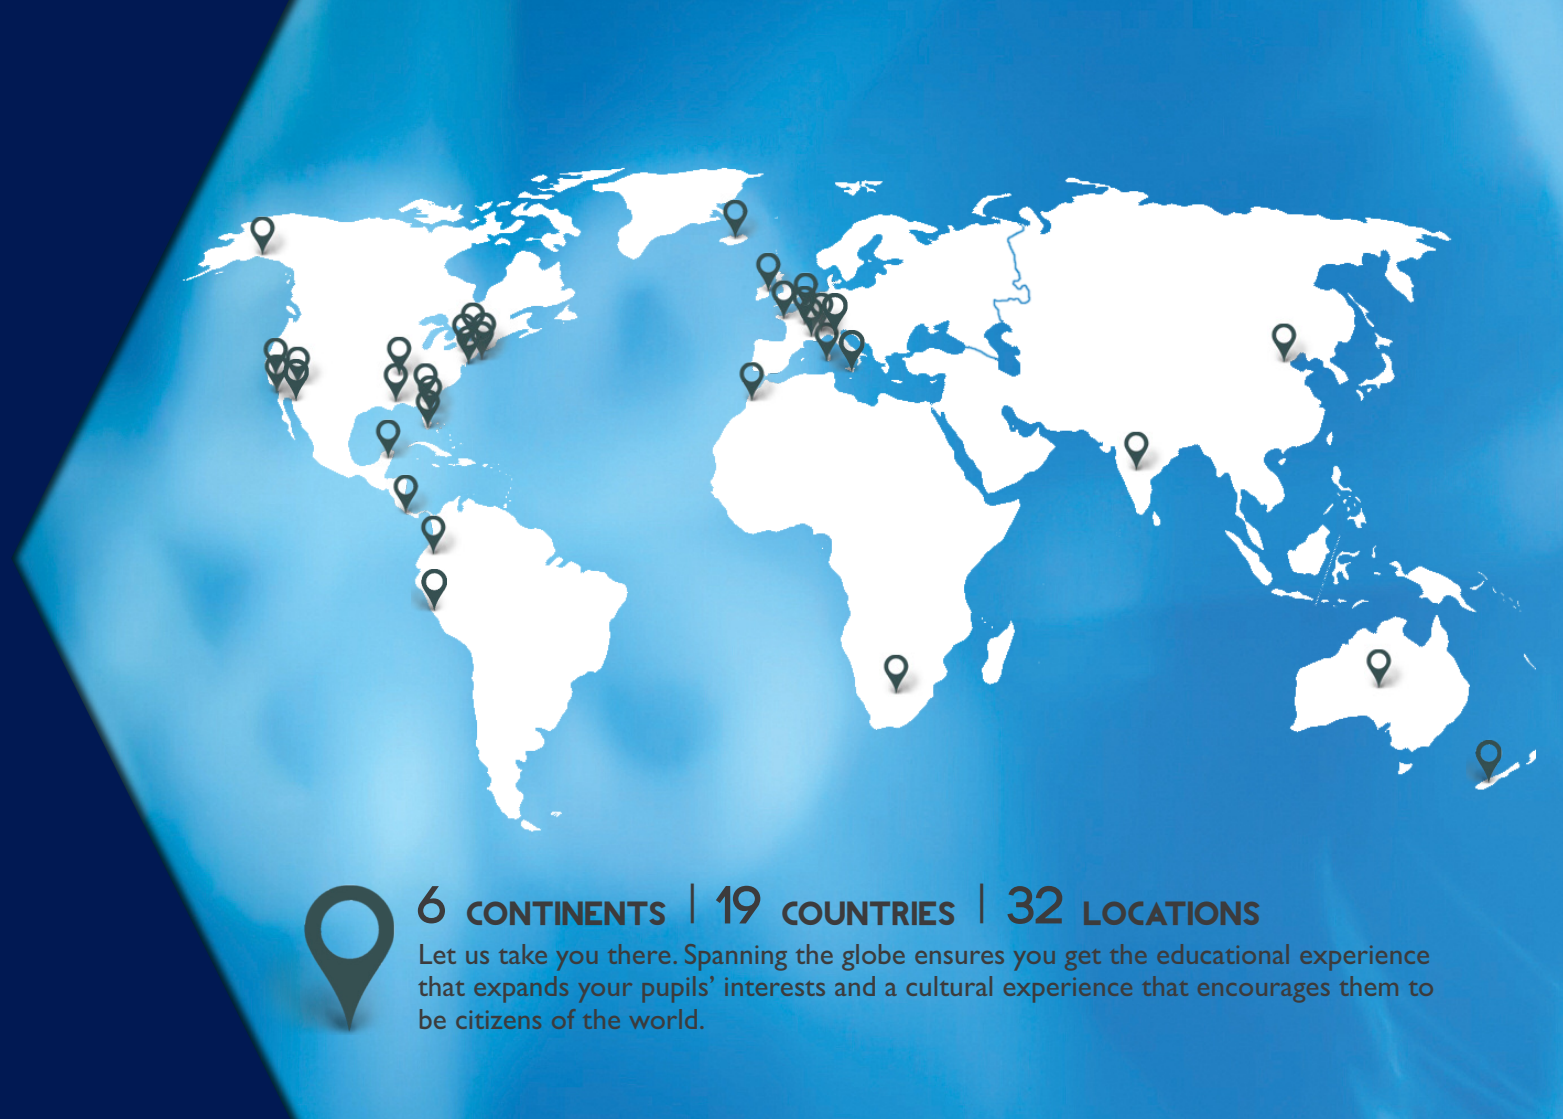 6 CONTINENTS | 19 COUNTRIES | 32 LOCATIONS
Let us take you there. Spanning the globe ensures you get the educational experience
that expands your pupils’ interests and a cultural experience that encourages them to
be citizens of the world.